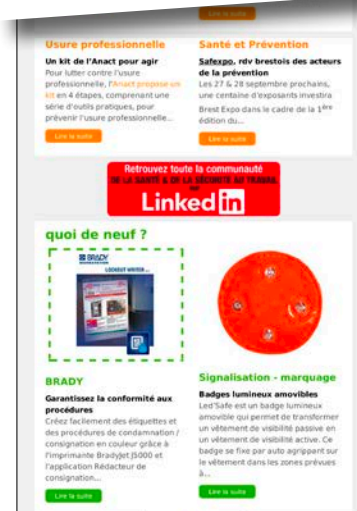 Lire la suite
Usure professionnelle
Un kit de l'Anact pour agir
Pour lutter contre l'usure
professionnelle, l'Anact propose un
kit en 4 étapes, comprenant une
série d'outils pratiques, pour
prévenir l'usure professionnelle...
Lire la suite
Santé et Prévention
Safexpo, rdv brestois des acteurs
de la prévention
Les 27 & 28 septembre prochains,
une centaine d'exposants investira
Brest Expo dans le cadre de la 1ère
édition du...
Lire la suite
Retrouvez toute la communauté
DE LA SANTÉ & DE LA SÉCURITÉ AU TRAVAIL
sur
Linked in
quoi de neuf ?
BRADY
LOCKOUT WRITER ...
BRADY
Garantissez la conformité aux
procédures
Créez facilement des étiquettes et
des procédures de condamnation /
consignation en couleur grâce à
l'imprimante BradyJet J5000 et
l'application Rédacteur de
consignation...
Lire la suite
Signalisation - marquage
Badges lumineux amovibles
Led'Safe est un badge lumineux
amovible qui permet de transformer
un vêtement de visibilité passive en
un vêtement de visibilité active. Ce
badge se fixe par auto agrippant sur
le vêtement dans les zones prévues
à...
Lire la suite